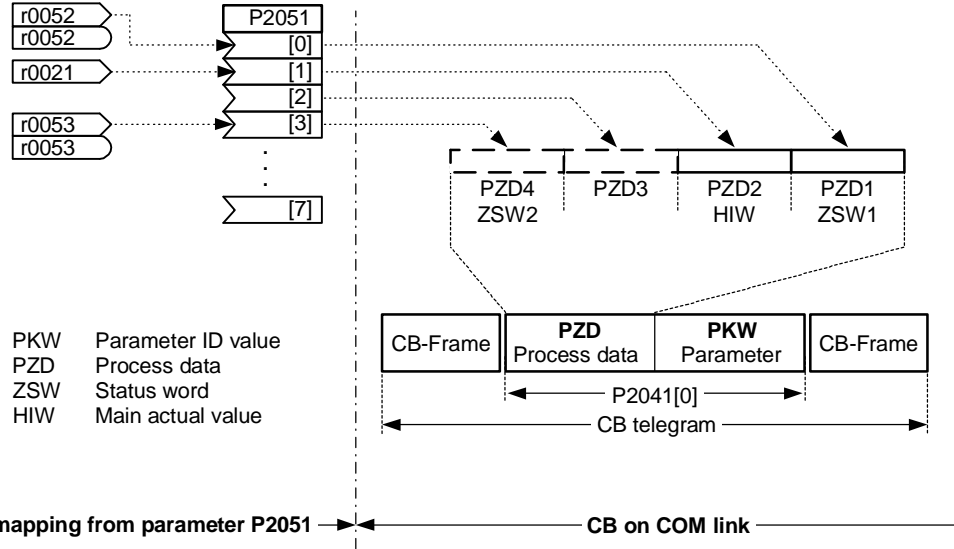 r0052
r0052
r0021
r0053
r0053
P2051
[0]
[1]
[2]
[3]
[7]
PZD4 PZD3 PZD2 PZD1
ZSW2 HIW ZSW1
CB-Frame PZD PKW CB-Frame
Process data Parameter
P2041[0]
CB telegram
PKW Parameter ID value
PZD Process data
ZSW Status word
HIW Main actual value
mapping from parameter P2051
CB on COM link